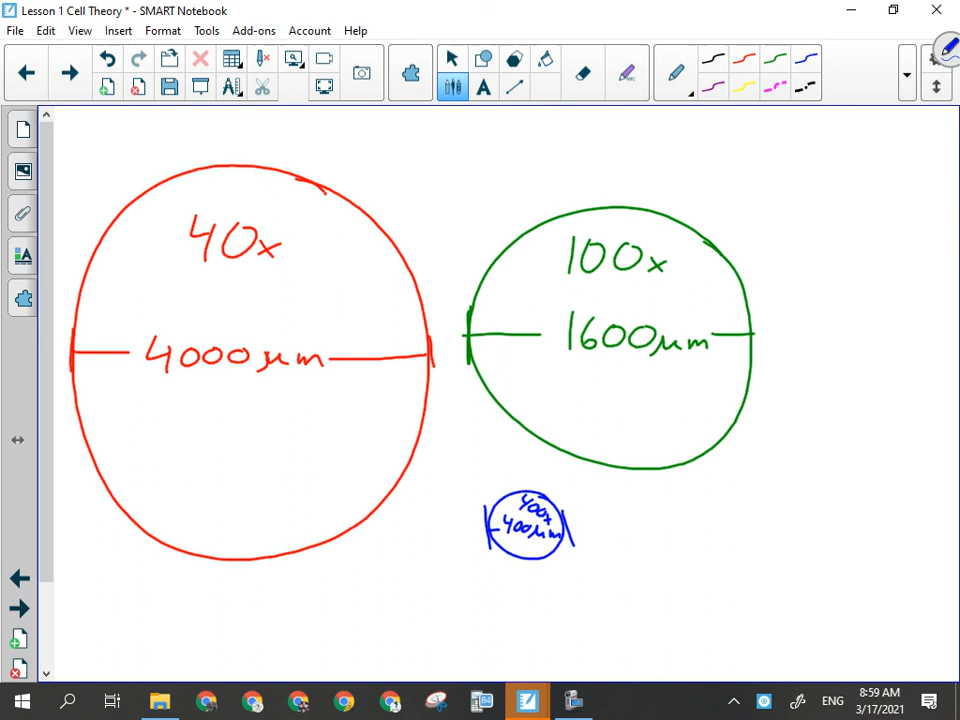 Lesson 1 Cell Theory * - SMART Notebook
File Edit View Insert Format Tools Add-ons Account Help
40x
4000µm
100x
1600µm
400x
400µm
ENG
8:59 AM
3/17/2021